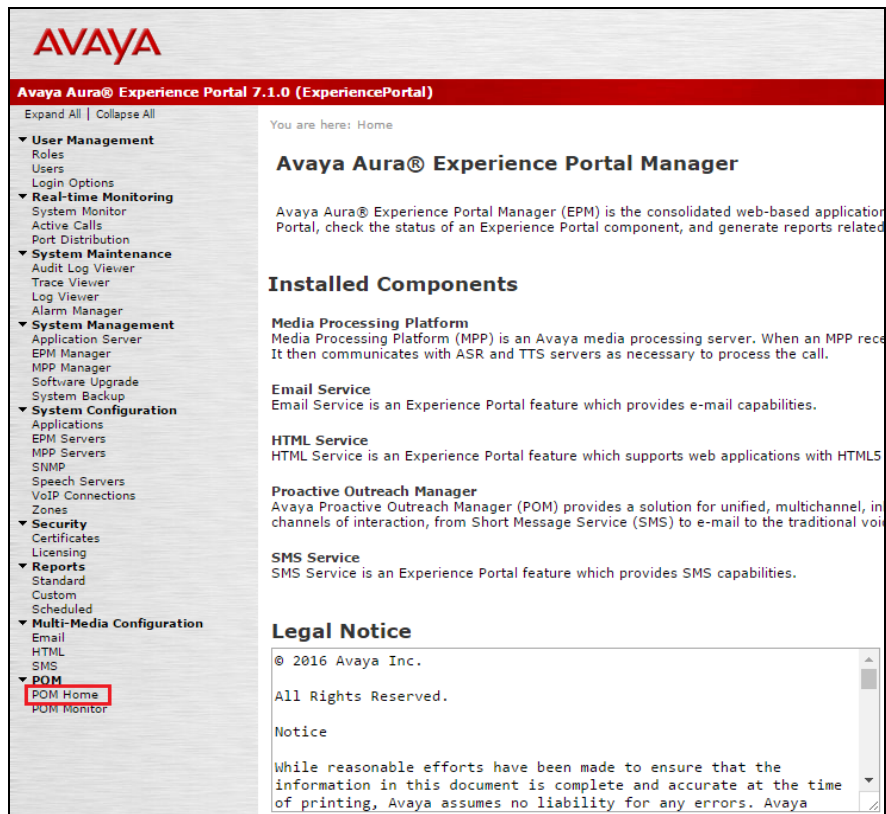 AVAYA
Avaya Aura® Experience Portal 7.1.0 (ExperiencePortal)
Expand All | Collapse All
▼ User Management
Roles
Users
Login Options
▼ Real-time Monitoring
System Monitor
Active Calls
Port Distribution
▼ System Maintenance
Audit Log Viewer
Trace Viewer
Log Viewer
Alarm Manager
▼ System Management
Application Server
EPM Manager
MPP Manager
Software Upgrade
System Backup
▼ System Configuration
Applications
EPM Servers
MPP Servers
SNMP
Speech Servers
VoIP Connections
Zones
▼ Security
Certificates
Licensing
▼ Reports
Standard
Custom
Scheduled
▼ Multi-Media Configuration
Email
HTML
SMS
▼ POM
POM Home
POM Monitor
You are here: Home
Avaya Aura® Experience Portal Manager
Avaya Aura® Experience Portal Manager (EPM) is the consolidated web-based application
Portal, check the status of an Experience Portal component, and generate reports related
Installed Components
Media Processing Platform
Media Processing Platform (MPP) is an Avaya media processing server. When an MPP rece
It then communicates with ASR and TTS servers as necessary to process the call.
Email Service
Email Service is an Experience Portal feature which provides e-mail capabilities.
HTML Service
HTML Service is an Experience Portal feature which supports web applications with HTML5
Proactive Outreach Manager
Avaya Proactive Outreach Manager (POM) provides a solution for unified, multichannel, in
channels of interaction, from Short Message Service (SMS) to e-mail to the traditional voi
SMS Service
SMS Service is an Experience Portal feature which provides SMS capabilities.
Legal Notice
© 2016 Avaya Inc.
All Rights Reserved.
Notice
While reasonable efforts have been made to ensure that the
information in this document is complete and accurate at the time
of printing, Avaya assumes no liability for any errors. Avaya